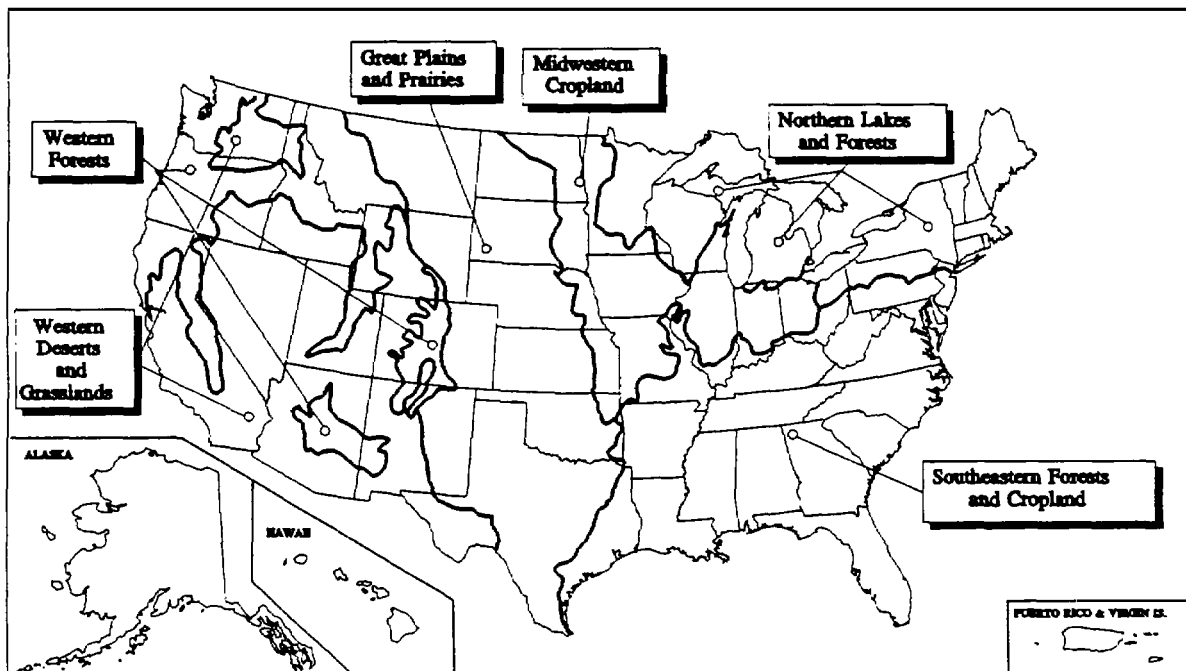 Great Plains
and Prairies
Midwestern
Cropland
Northern Lakes
and Forests
Western
Forests
Western
Deserts
and
Grasslands
Southeastern Forests
and Cropland
ALASKA
HAWAII
PUERTO RICO & VIRGIN IS.